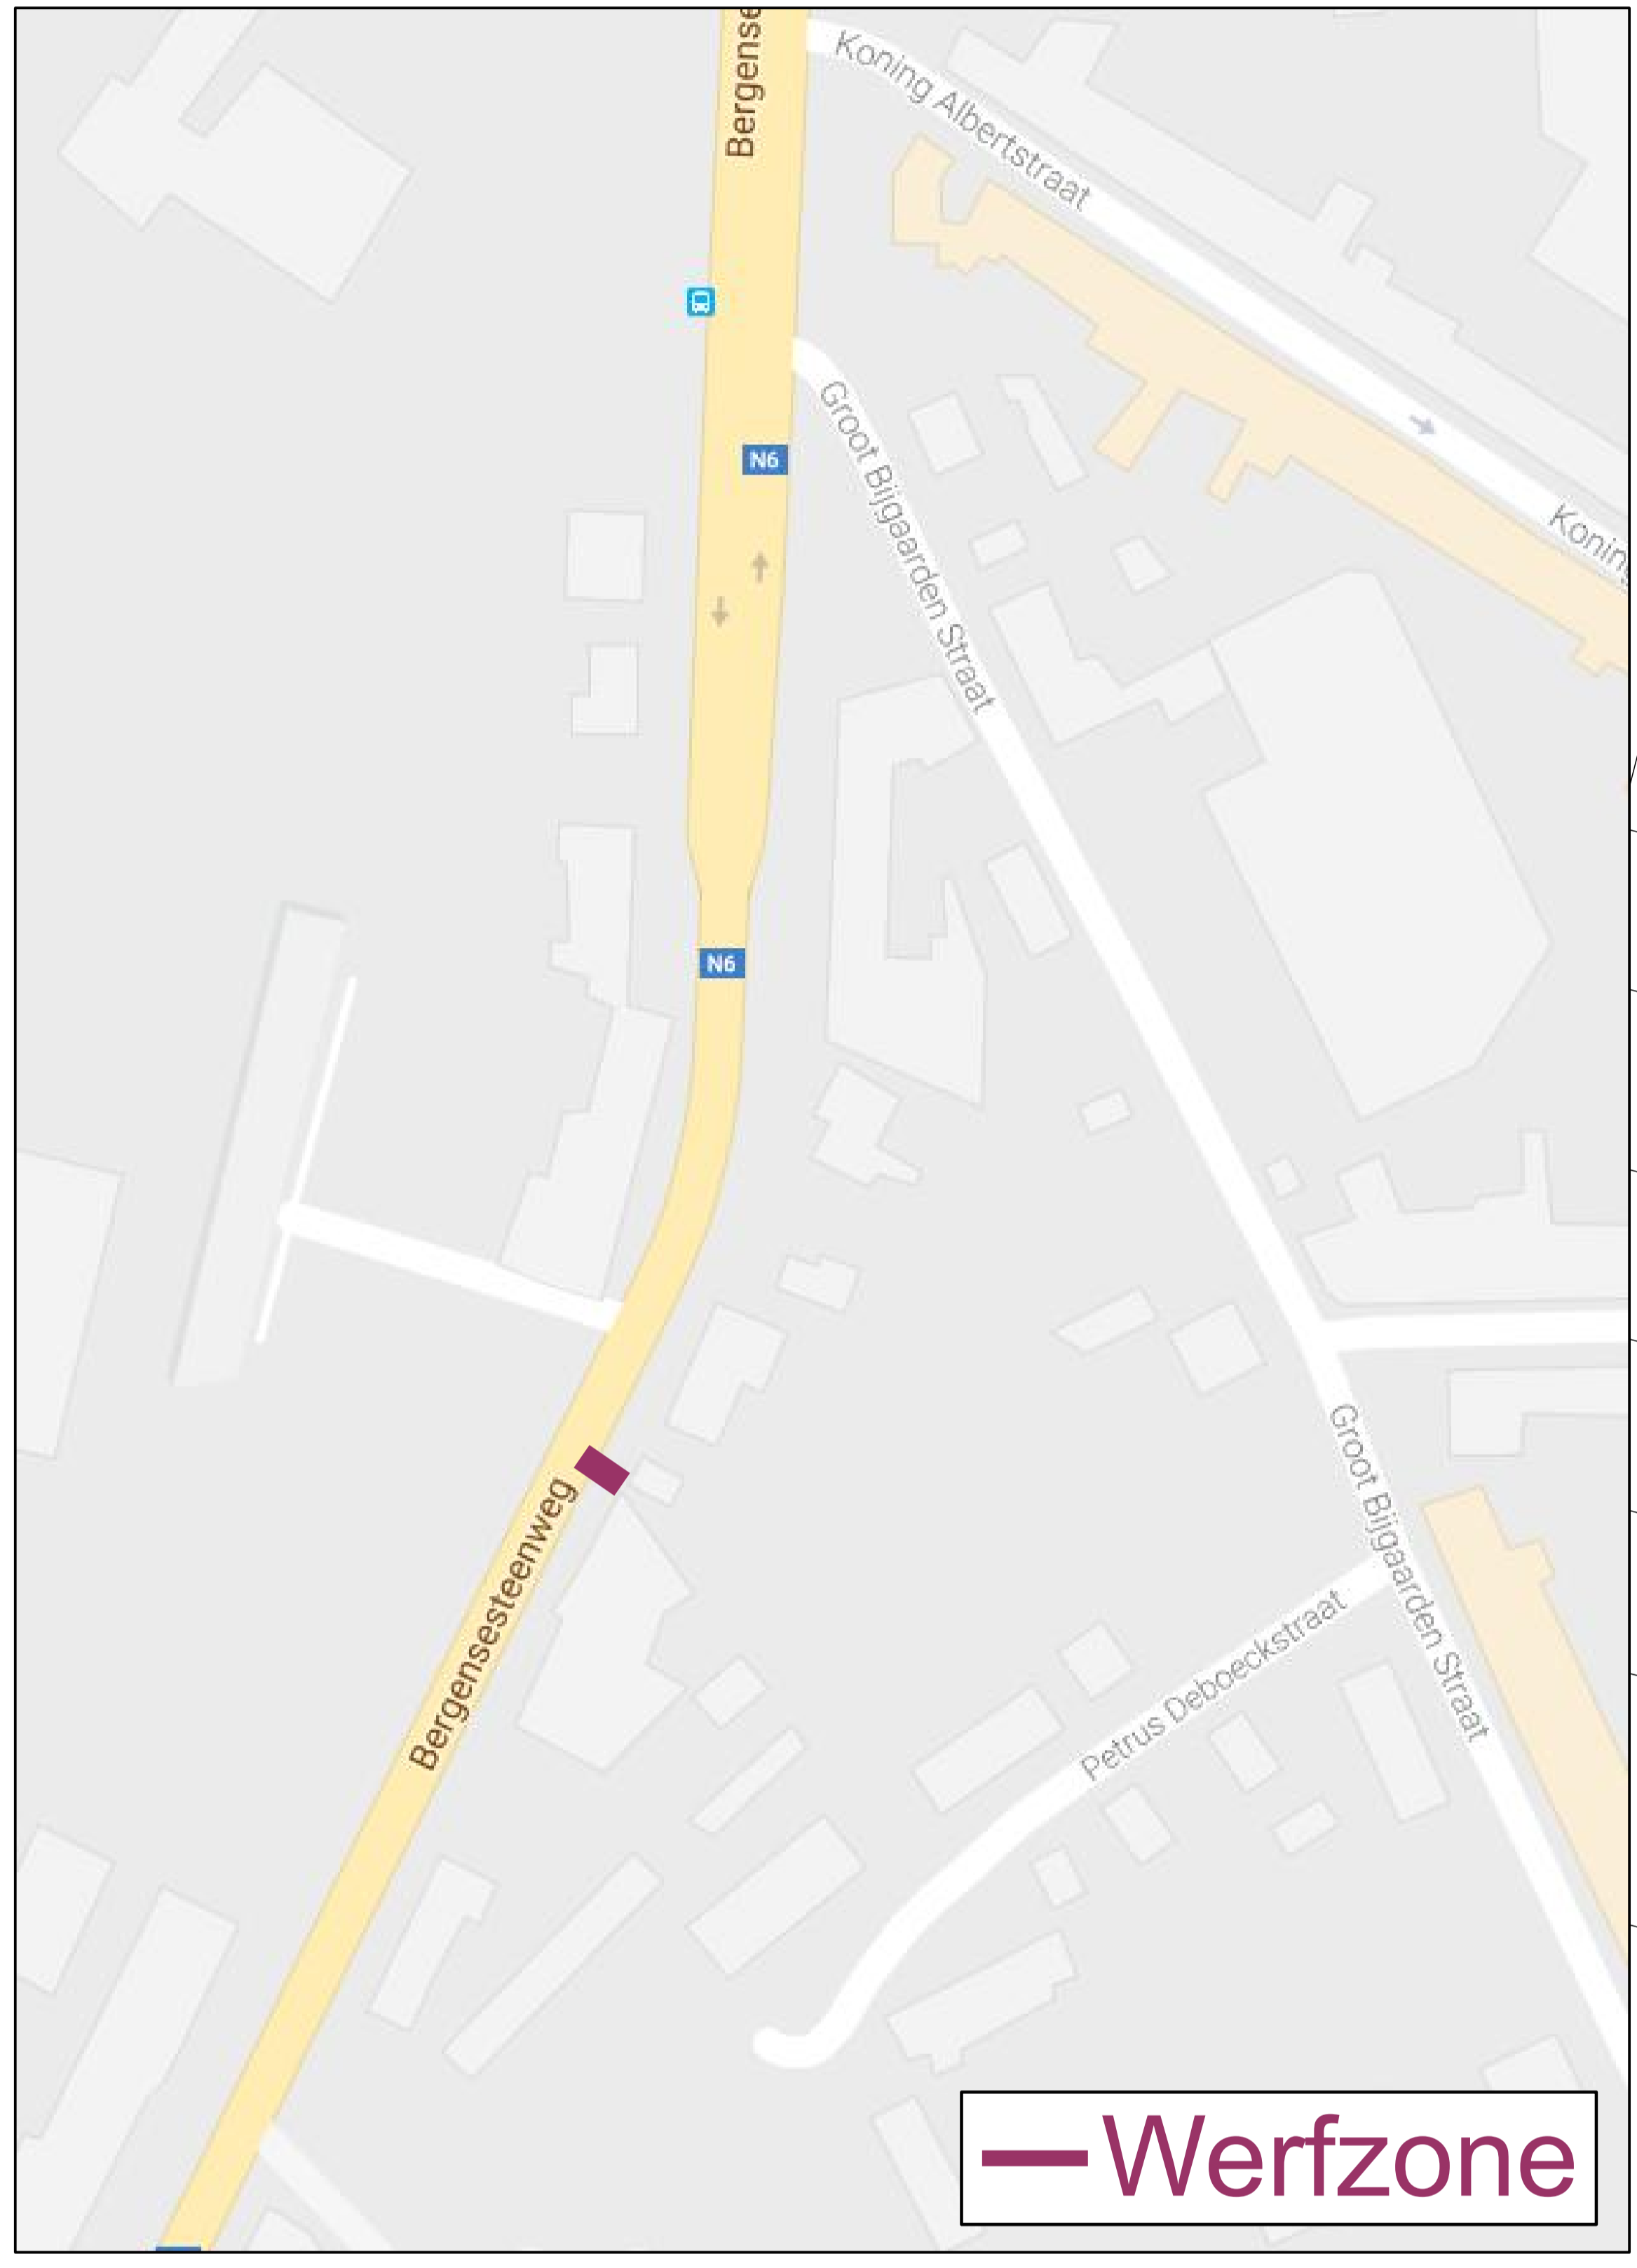 Bergense
Koning Albertstraat
Groot Bijgaarden Straat
N6
Koning
N6
Groot Bijgaarden Straat
Bergensesteenweg
Petrus Deboeckstraat
Werfzone